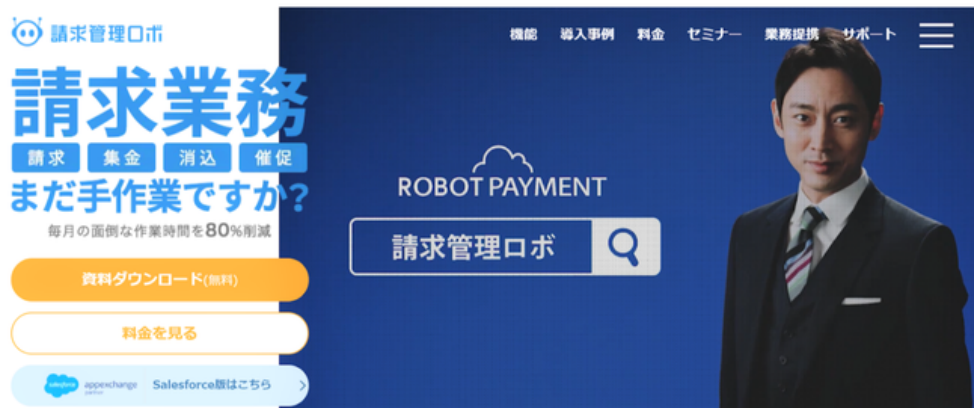 請求管理ロボ
機能 導入事例 料金 セミナー 業務提携 サポート
請求業務
請求 集金 消込 催促
まだ手作業ですか?
毎月の面倒な作業時間を80%削減
資料ダウンロード(無料)
料金を見る
salesforce appexchange partner Salesforce版はこちら
ROBOT PAYMENT
請求管理ロボ